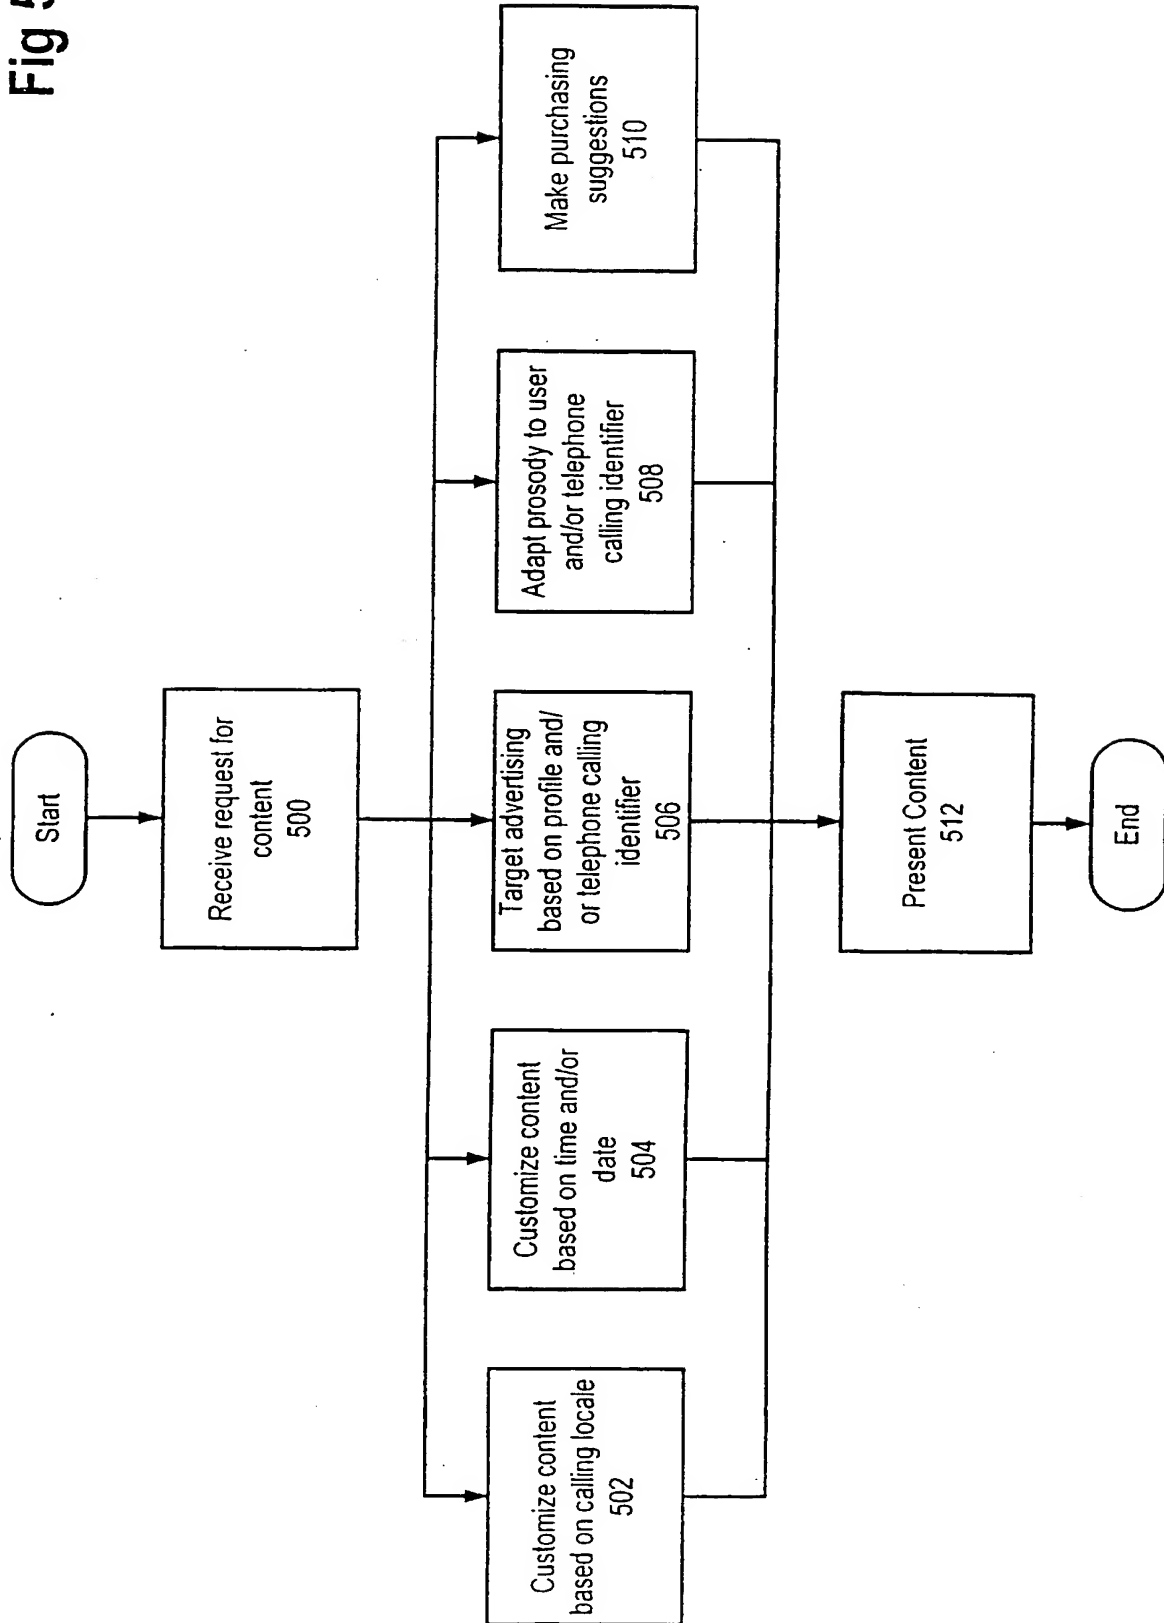 Fig 5
Start
Receive request for
content
500
Customize content
based on calling locale
502
Customize content
based on time and/or
date
504
Target advertising
based on profile and/
or telephone calling
identifier
506
Adapt prosody to user
and/or telephone
calling identifier
508
Make purchasing
suggestions
510
Present Content
512
End